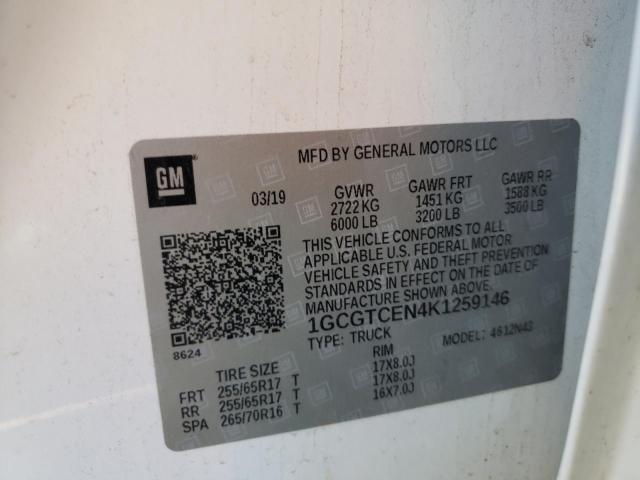 GM
MFD BY GENERAL MOTORS LLC
03/19 GVWR GAWR FRT GAWR RR
2722 KG 1451 KG 1588 KG
6000 LB 3200 LB 3500 LB
THIS VEHICLE CONFORMS TO ALL
APPLICABLE U.S. FEDERAL MOTOR
VEHICLE SAFETY AND THEFT PREVENTION
STANDARDS IN EFFECT ON THE DATE OF
MANUFACTURE SHOWN ABOVE.
1GCGTCEN4K1259146
8624
TYPE: TRUCK MODEL: 4S12N43
TIRE SIZE RIM
FRT 255/65R17 T 17X8.0J
RR 255/65R17 T 17X8.0J
SPA 265/70R16 T 16X7.0J